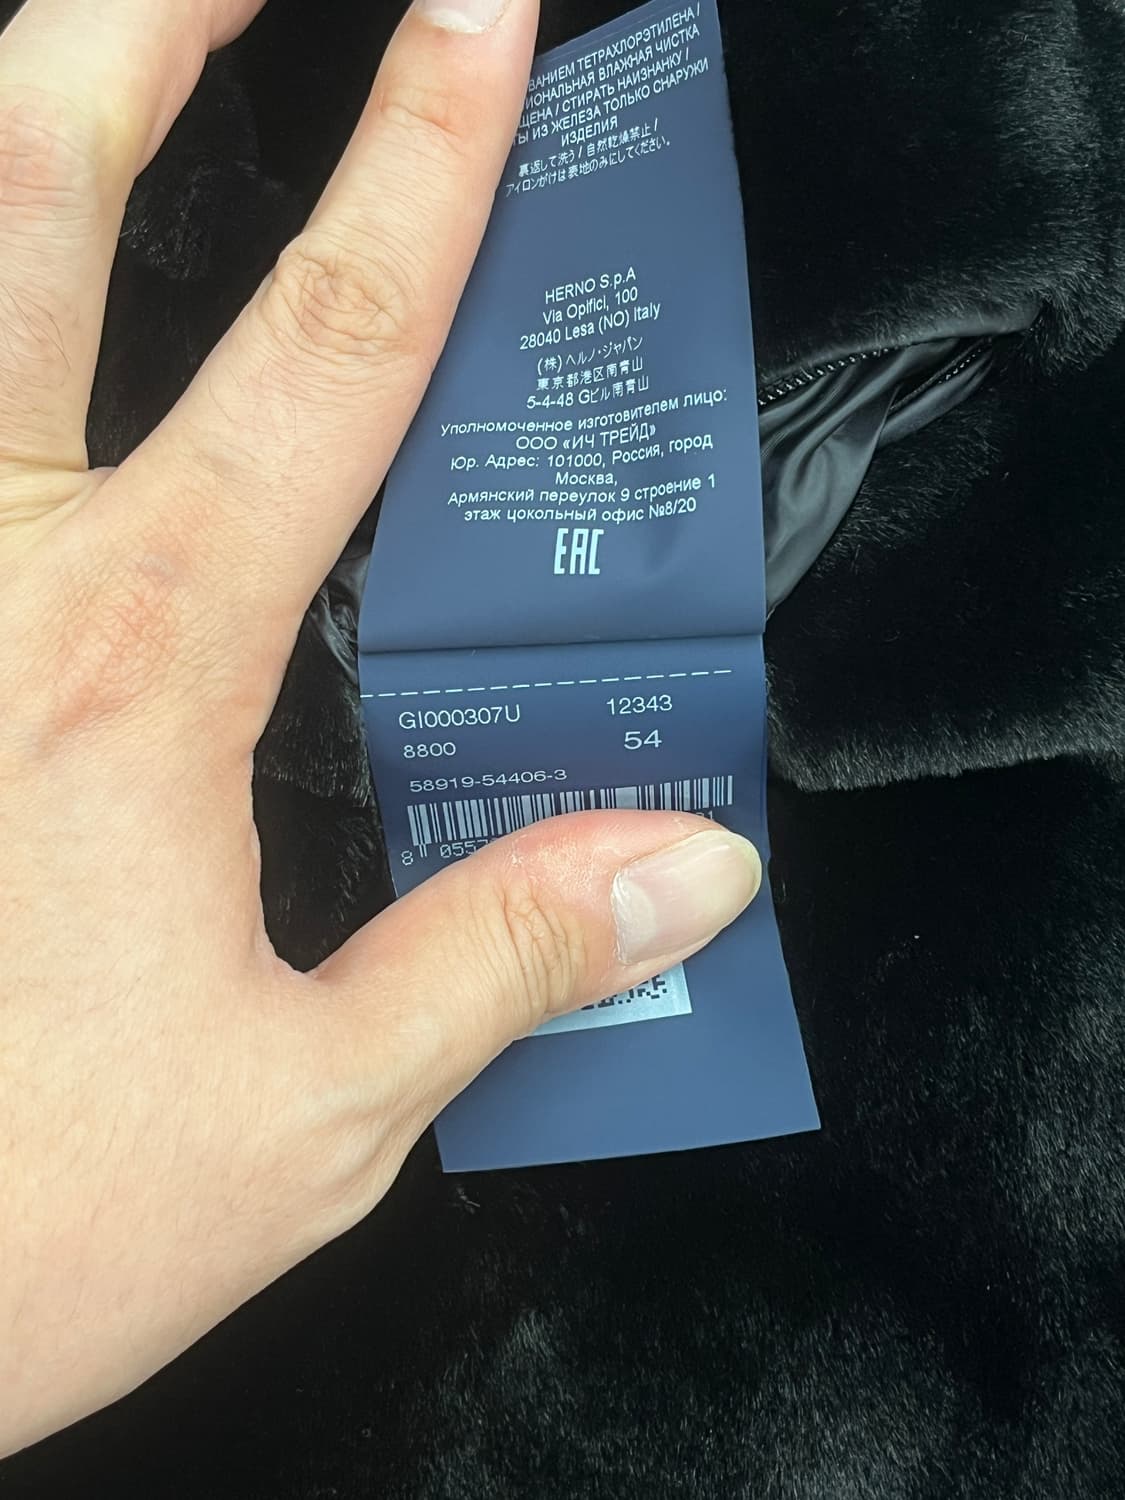 ТЕТРАХЛОРЭТИЛЕНА /
ВЛАЖНАЯ ЧИСТКА
/ СТИРАТЬ НАИЗНАНКУ /
ИЗ ЖЕЛЕЗА ТОЛЬКО СНАРУЖИ
ИЗДЕЛИЯ
裏返して洗う / 自然乾燥禁止 /
アイロンがけは表地のみにしてください。
HERNO S.p.A
Via Opifici, 100
28040 Lesa (NO) Italy
(株) ヘルノ・ジャパン
東京都港区南青山
5-4-48 Gビル南青山
Уполномоченное изготовителем лицо:
ООО «ИЧ ТРЕЙД»
Юр. Адрес: 101000, Россия, город
Москва,
Армянский переулок 9 строение 1
этаж цокольный офис №8/20
EAC
GI000307U 12343
8800 54
58919-54406-3
8